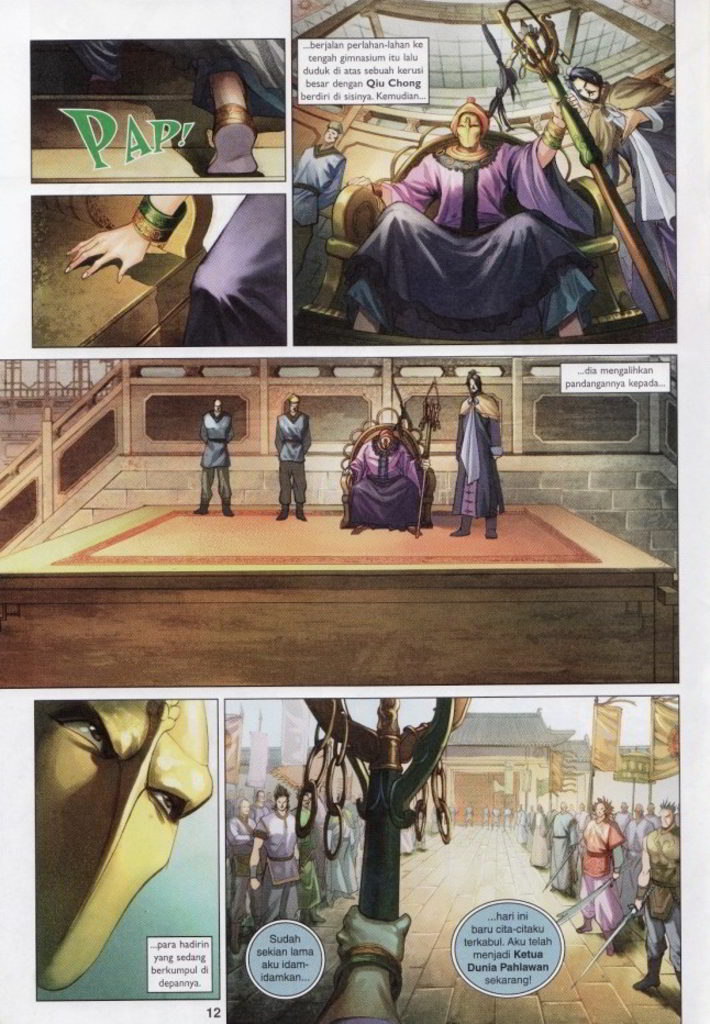 PAP!
...berjalan perlahan-lahan ke
tengah gimnasium itu lalu
duduk di atas sebuah kerusi
besar dengan Qiu Chong
berdiri di sisinya. Kemudian...
...dia mengalihkan
pandangannya kepada...
...para hadirin
yang sedang
berkumpul di
depannya.
Sudah
sekian lama
aku idam-
idamkan...
...hari ini
baru cita-citaku
terkabul. Aku telah
menjadi Ketua
Dunia Pahlawan
sekarang!
12